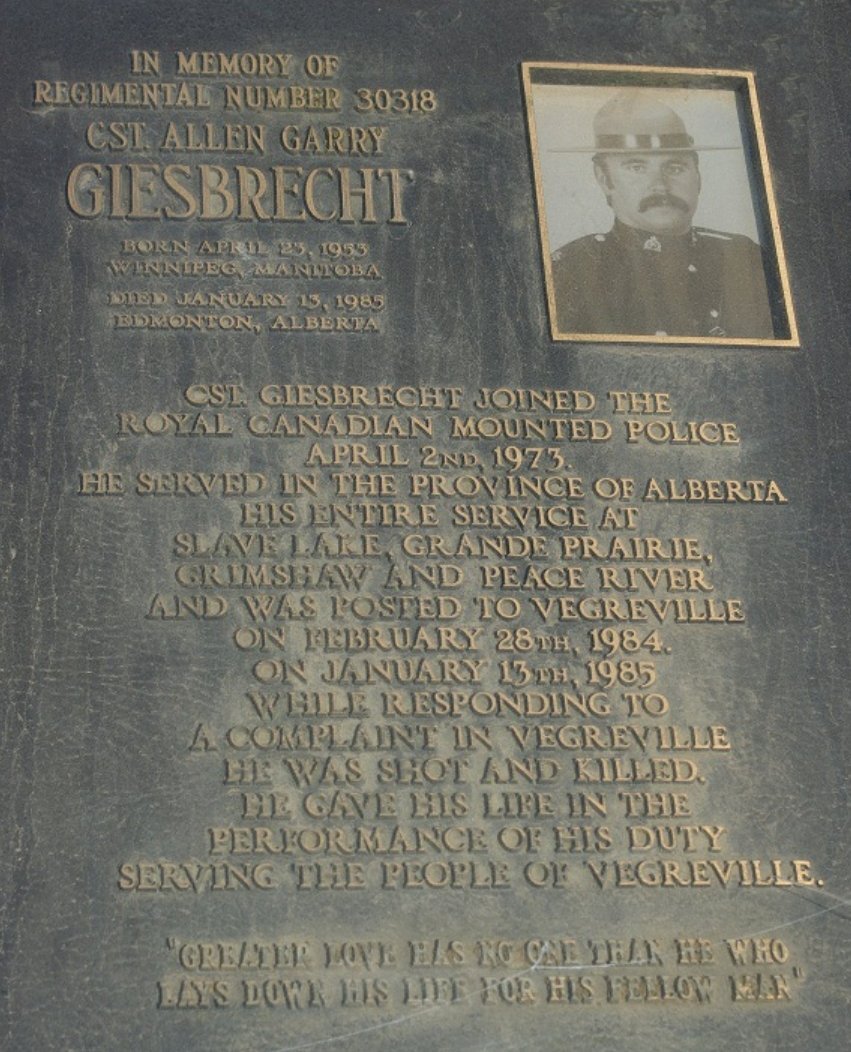 IN MEMORY OF
REGIMENTAL NUMBER 30318
CST. ALLEN GARRY
GIESBRECHT
BORN APRIL 23, 1953
WINNIPEG, MANITOBA
DIED JANUARY 13, 1985
EDMONTON, ALBERTA
CST. GIESBRECHT JOINED THE
ROYAL CANADIAN MOUNTED POLICE
APRIL 2ND, 1973.
HE SERVED IN THE PROVINCE OF ALBERTA
HIS ENTIRE SERVICE AT
SLAVE LAKE, GRANDE PRAIRIE,
GRIMSHAW AND PEACE RIVER
AND WAS POSTED TO VEGREVILLE
ON FEBRUARY 28TH, 1984.
ON JANUARY 13TH, 1985
WHILE RESPONDING TO
A COMPLAINT IN VEGREVILLE
HE WAS SHOT AND KILLED.
HE GAVE HIS LIFE IN THE
PERFORMANCE OF HIS DUTY
SERVING THE PEOPLE OF VEGREVILLE.
"GREATER LOVE HAS NO ONE THAN HE WHO
LAYS DOWN HIS LIFE FOR HIS FELLOW MAN"